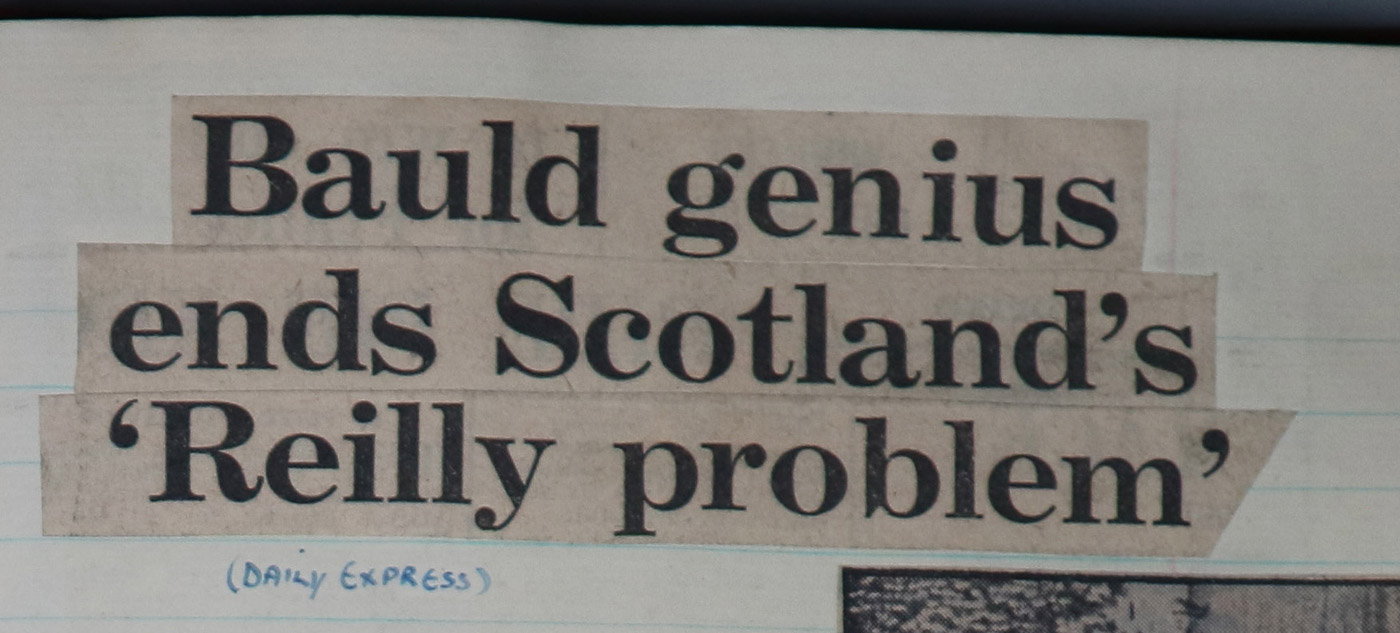 Bauld genius
ends Scotland’s
‘Reilly problem’
(DAILY EXPRESS)